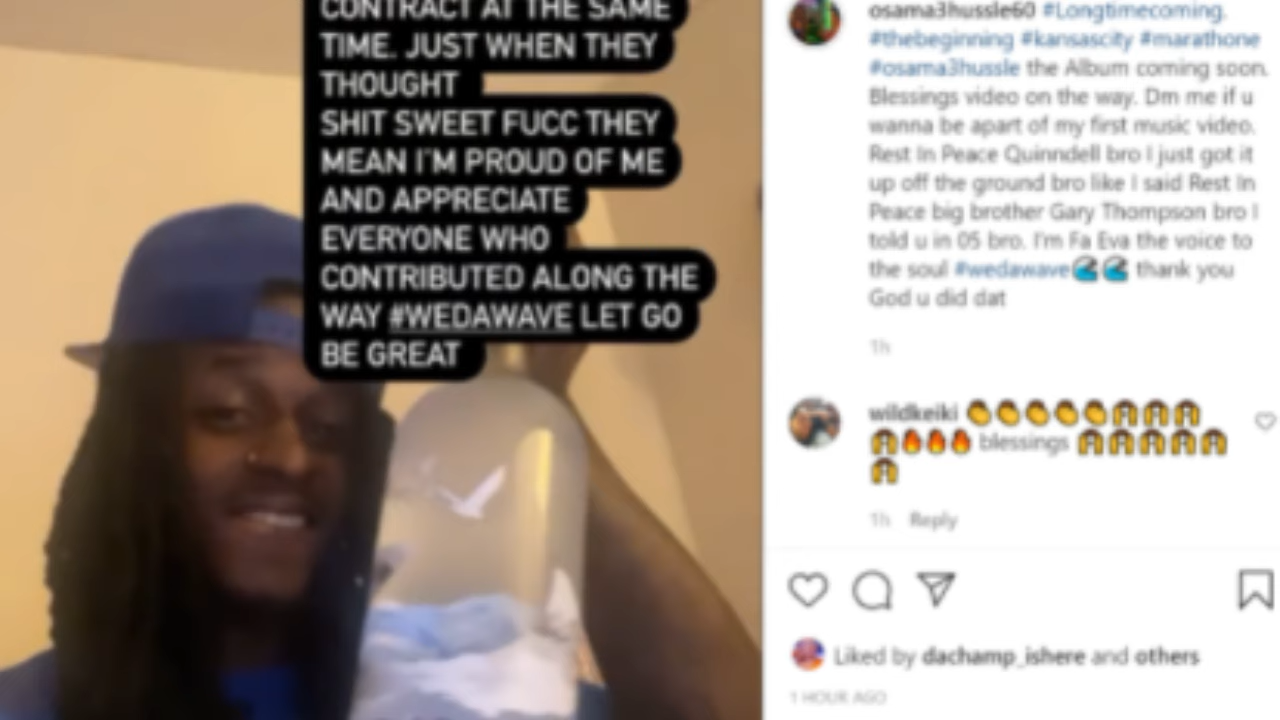 CONTRACT AT THE SAME
TIME. JUST WHEN THEY
THOUGHT
SHIT SWEET FUCC THEY
MEAN I'M PROUD OF ME
AND APPRECIATE
EVERYONE WHO
CONTRIBUTED ALONG THE
WAY #WEDAWAVE LET GO
BE GREAT
osama3hussle60 #Longtimecoming.
#thebeginning #kansascity #marathone
#osama3hussle the Album coming soon.
Blessings video on the way. Dm me if u
wanna be apart of my first music video.
Rest In Peace Quinndell bro I just got it
up off the ground bro like I said Rest In
Peace big brother Gary Thompson bro I
told u in 05 bro. I'm Fa Eva the voice to
the soul #wedawave🌊🌊 thank you
God u did dat
1h
wildkeiki 👏👏👏👏👏🙌🙌🙌
🙌🔥🔥🔥 blessings 🙌🙌🙌🙌🙌
🙌
1h Reply
Liked by dachamp_ishere and others
1 HOUR AGO